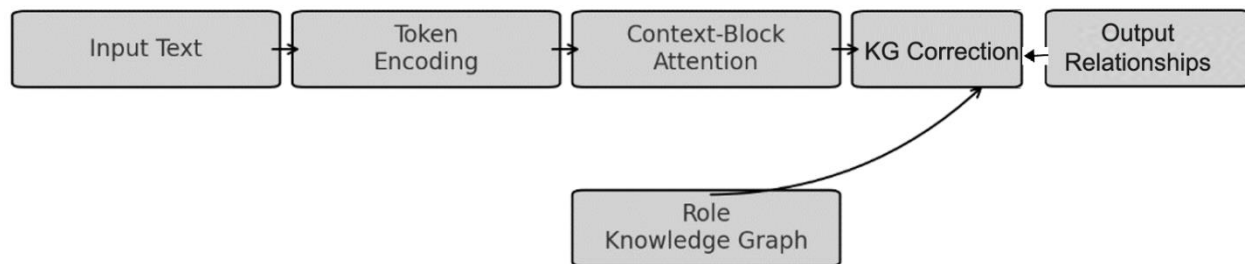 Input Text
Token
Encoding
Context-Block
Attention
KG Correction
Output
Relationships
Role
Knowledge Graph